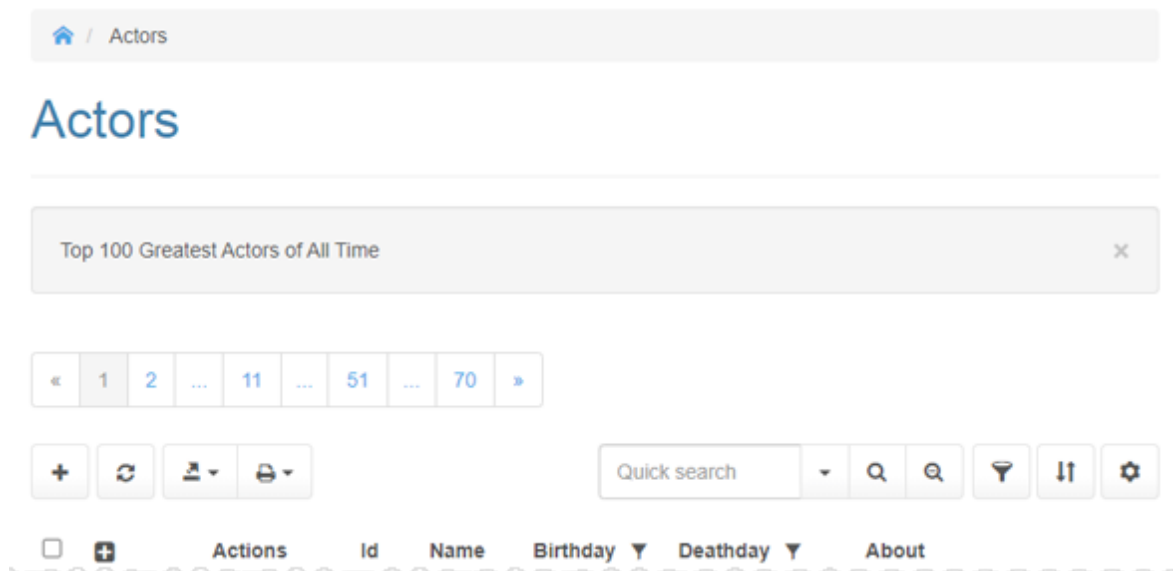 / Actors
Actors
Top 100 Greatest Actors of All Time ×
« 1 2 ... 11 ... 51 ... 70 »
Quick search
Actions Id Name Birthday Deathday About